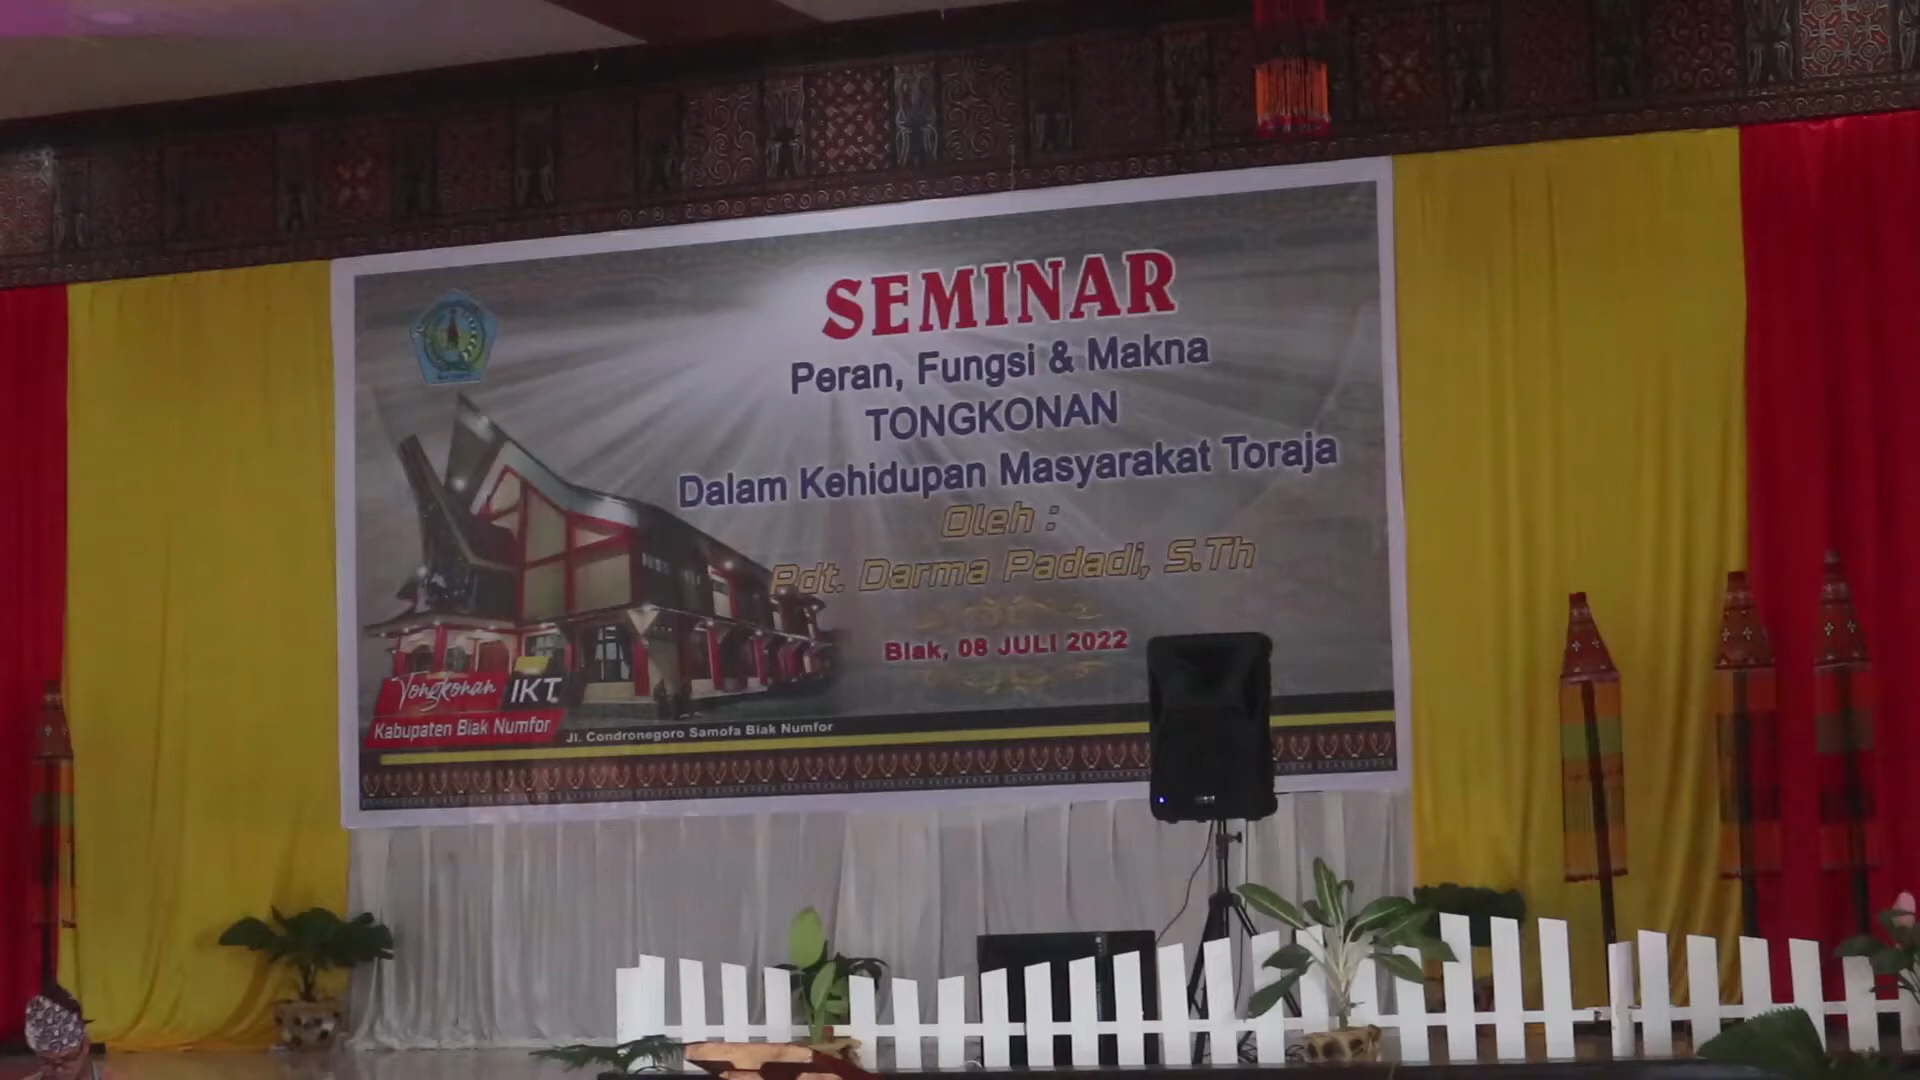 SEMINAR
Peran, Fungsi & Makna
TONGKONAN
Dalam Kehidupan Masyarakat Toraja
Oleh :
Pdt. Darma Padadi, S.Th
Biak, 08 JULI 2022
Tongkonan IKT
Kabupaten Biak Numfor
Jl. Condronegoro Samofa Biak Numfor